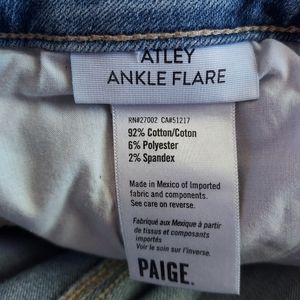 ATLEY
ANKLE FLARE
RN#27002 CA#51217
92% Cotton/Coton
6% Polyester
2% Spandex
Made in Mexico of Imported
fabric and components.
See care on reverse.
Fabriqué aux Mexique à partir
de tissus et composants
importés
Voir le soin sur l'inverse.
PAIGE.